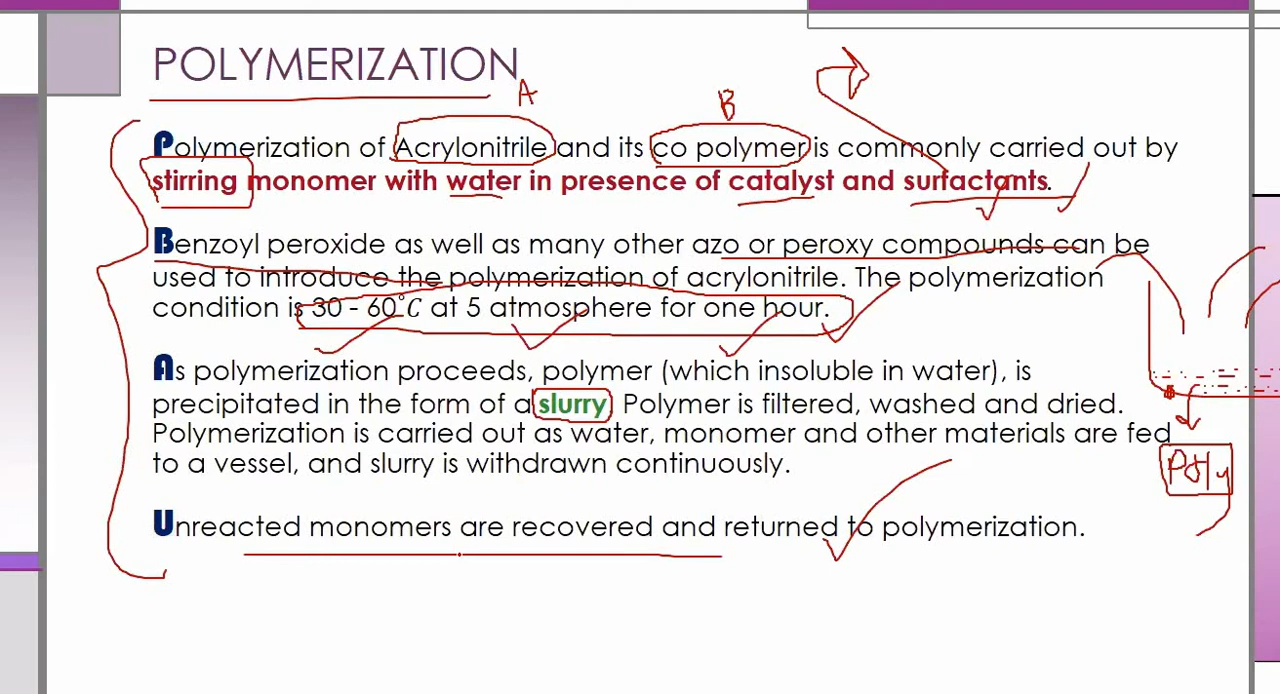 POLYMERIZATION
A
B
Polymerization of Acrylonitrile and its co polymer is commonly carried out by
stirring monomer with water in presence of catalyst and surfactants.
Benzoyl peroxide as well as many other azo or peroxy compounds can be
used to introduce the polymerization of acrylonitrile. The polymerization
condition is 30 - 60°C at 5 atmosphere for one hour.
As polymerization proceeds, polymer (which insoluble in water), is
precipitated in the form of a slurry. Polymer is filtered, washed and dried.
Polymerization is carried out as water, monomer and other materials are fed
to a vessel, and slurry is withdrawn continuously.
Poly
Unreacted monomers are recovered and returned to polymerization.